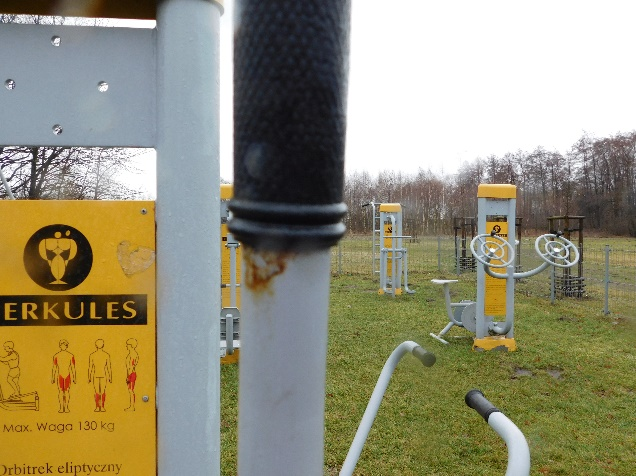 ERKULES
Max. Waga 130 kg
Orbitrek eliptyczny